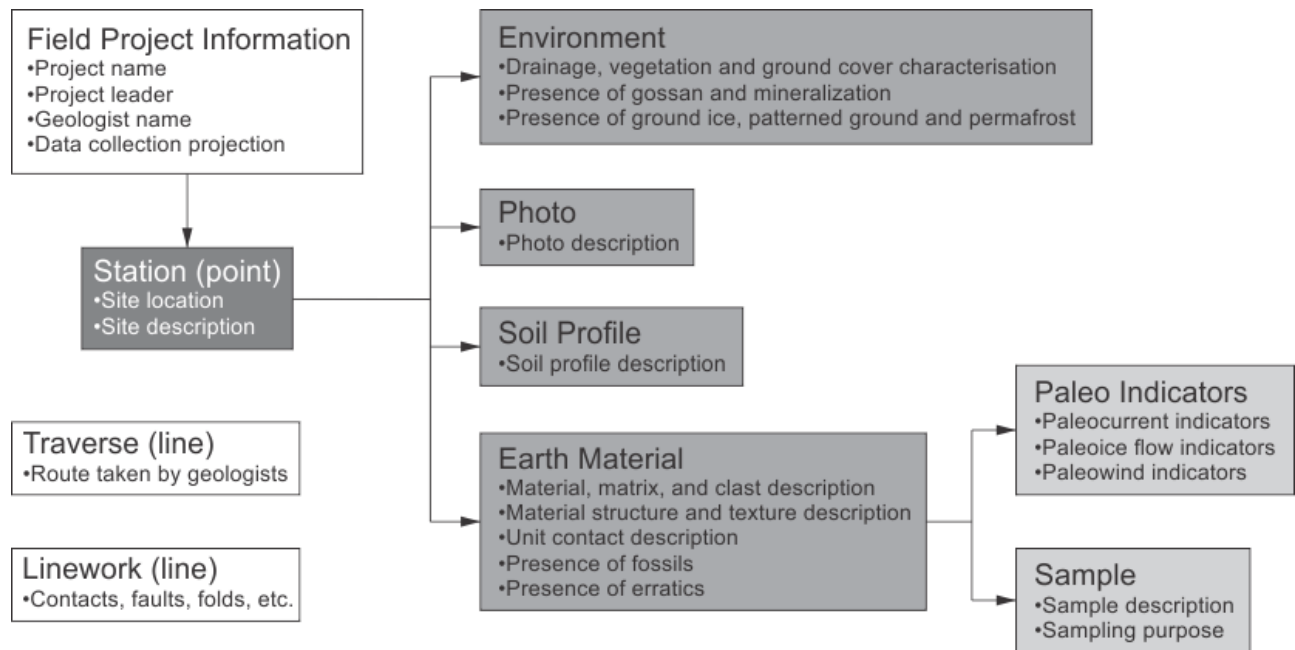 Field Project Information
•Project name
•Project leader
•Geologist name
•Data collection projection
Station (point)
•Site location
•Site description
Traverse (line)
•Route taken by geologists
Linework (line)
•Contacts, faults, folds, etc.
Environment
•Drainage, vegetation and ground cover characterisation
•Presence of gossan and mineralization
•Presence of ground ice, patterned ground and permafrost
Photo
•Photo description
Soil Profile
•Soil profile description
Earth Material
•Material, matrix, and clast description
•Material structure and texture description
•Unit contact description
•Presence of fossils
•Presence of erratics
Paleo Indicators
•Paleocurrent indicators
•Paleoice flow indicators
•Paleowind indicators
Sample
•Sample description
•Sampling purpose